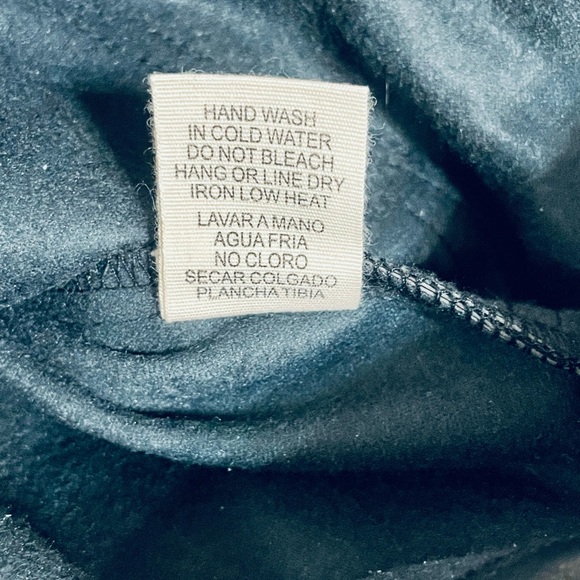 HAND WASH
IN COLD WATER
DO NOT BLEACH
HANG OR LINE DRY
IRON LOW HEAT
LAVAR A MANO
AGUA FRIA
NO CLORO
SECAR COLGADO
PLANCHA TIBIA